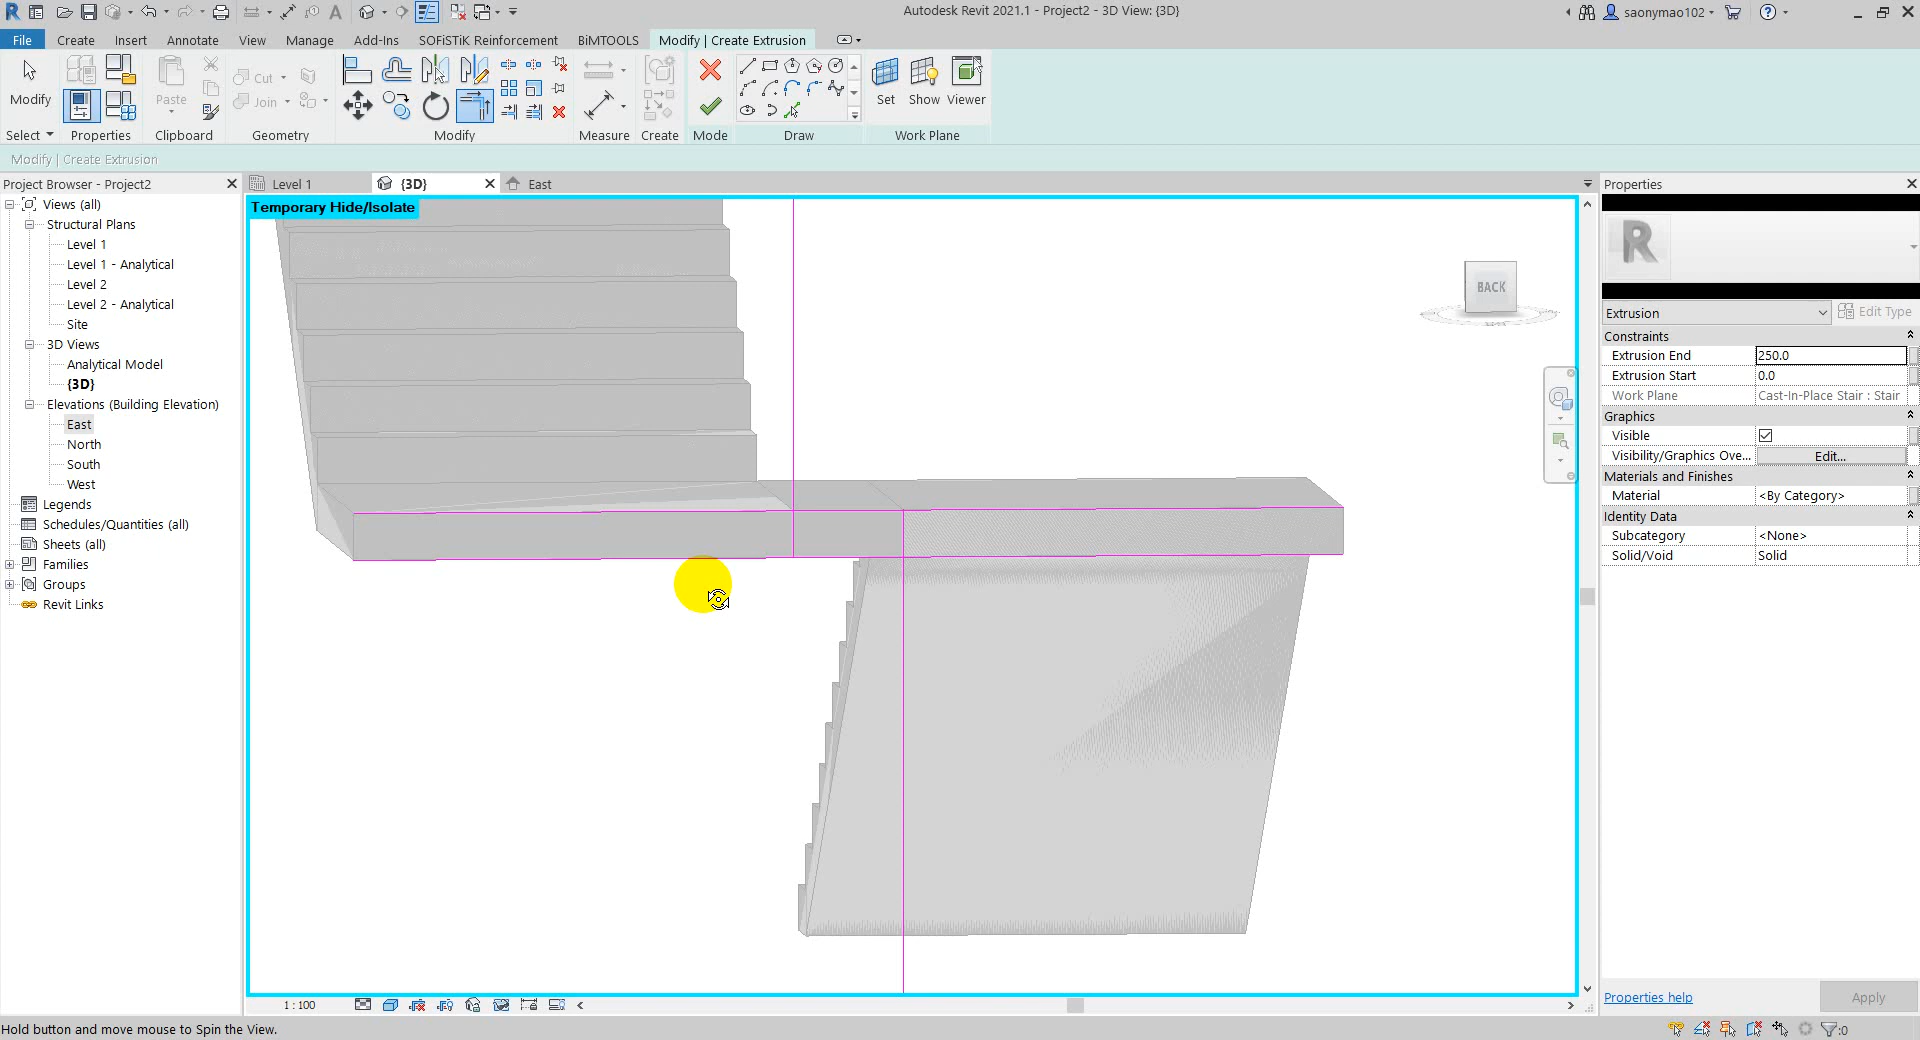 Autodesk Revit 2021.1 - Project2 - 3D View: {3D}
saonymao102
File
Create
Insert
Annotate
View
Manage
Add-Ins
SOFiSTiK Reinforcement
BiMTOOLS
Modify | Create Extrusion
Modify
Paste
Cut
Join
Set
Show
Viewer
Select
Properties
Clipboard
Geometry
Modify
Measure
Create
Mode
Draw
Work Plane
Modify | Create Extrusion
Project Browser - Project2
Views (all)
Structural Plans
Level 1
Level 1 - Analytical
Level 2
Level 2 - Analytical
Site
3D Views
Analytical Model
{3D}
Elevations (Building Elevation)
East
North
South
West
Legends
Schedules/Quantities (all)
Sheets (all)
Families
Groups
Revit Links
Level 1
{3D}
East
Temporary Hide/Isolate
BACK
1 : 100
Properties
Extrusion
Edit Type
Constraints
Extrusion End 250.0
Extrusion Start 0.0
Work Plane Cast-In-Place Stair : Stair
Graphics
Visible
Visibility/Graphics Ove... Edit...
Materials and Finishes
Material <By Category>
Identity Data
Subcategory <None>
Solid/Void Solid
Properties help
Apply
Hold button and move mouse to Spin the View.
:0